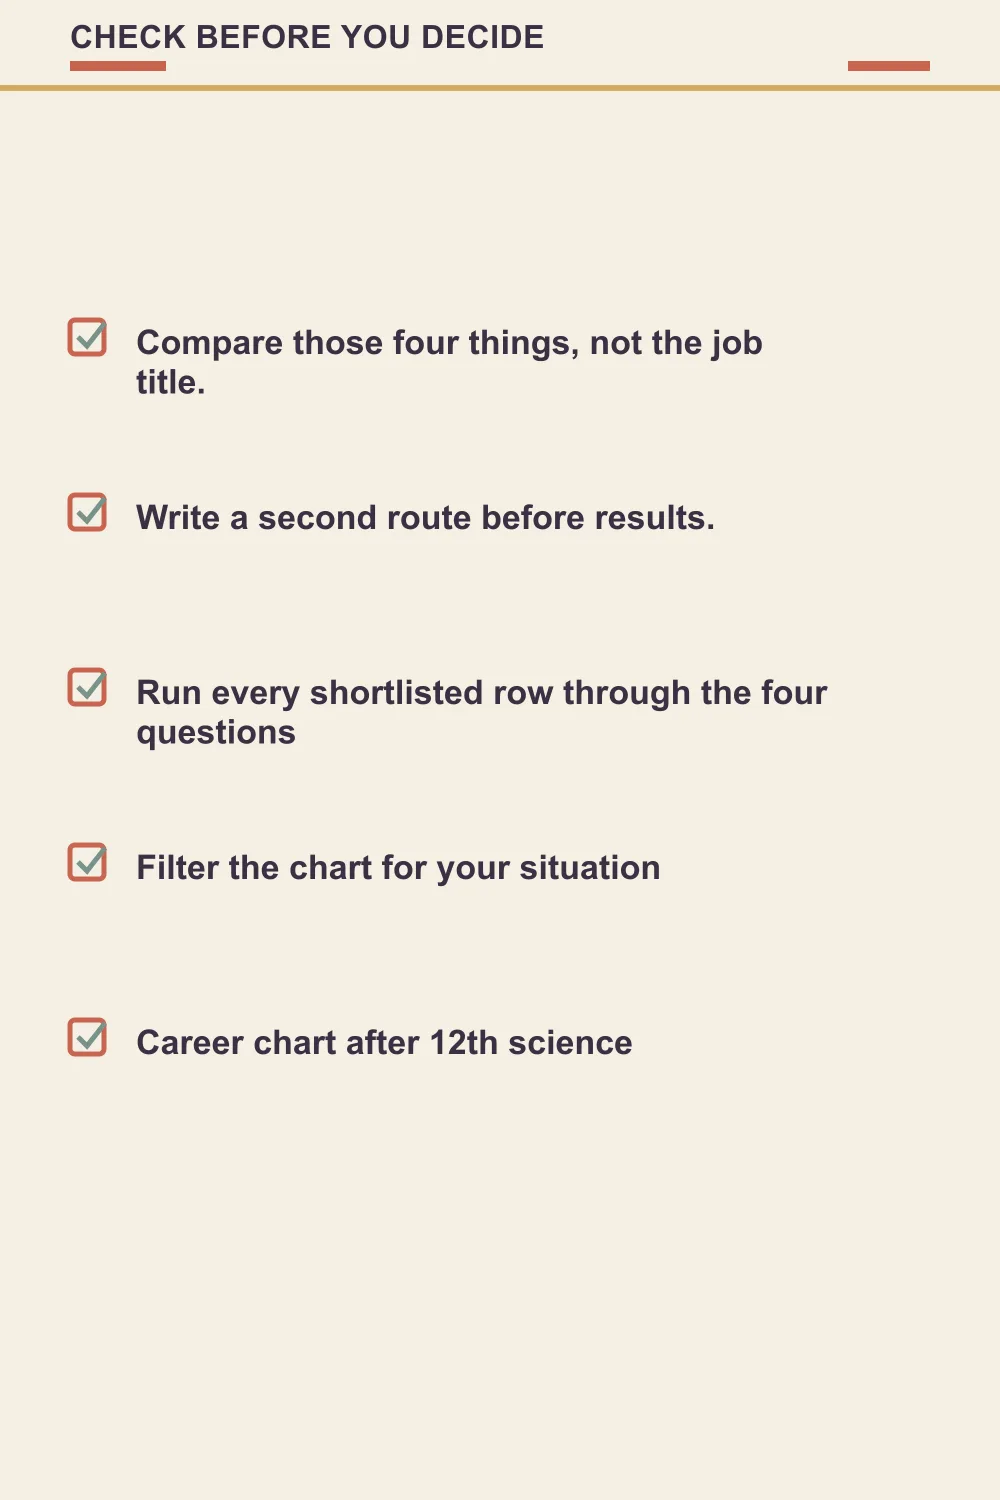 CHECK BEFORE YOU DECIDE
Compare those four things, not the job
title.
Write a second route before results.
Run every shortlisted row through the four
questions
Filter the chart for your situation
Career chart after 12th science